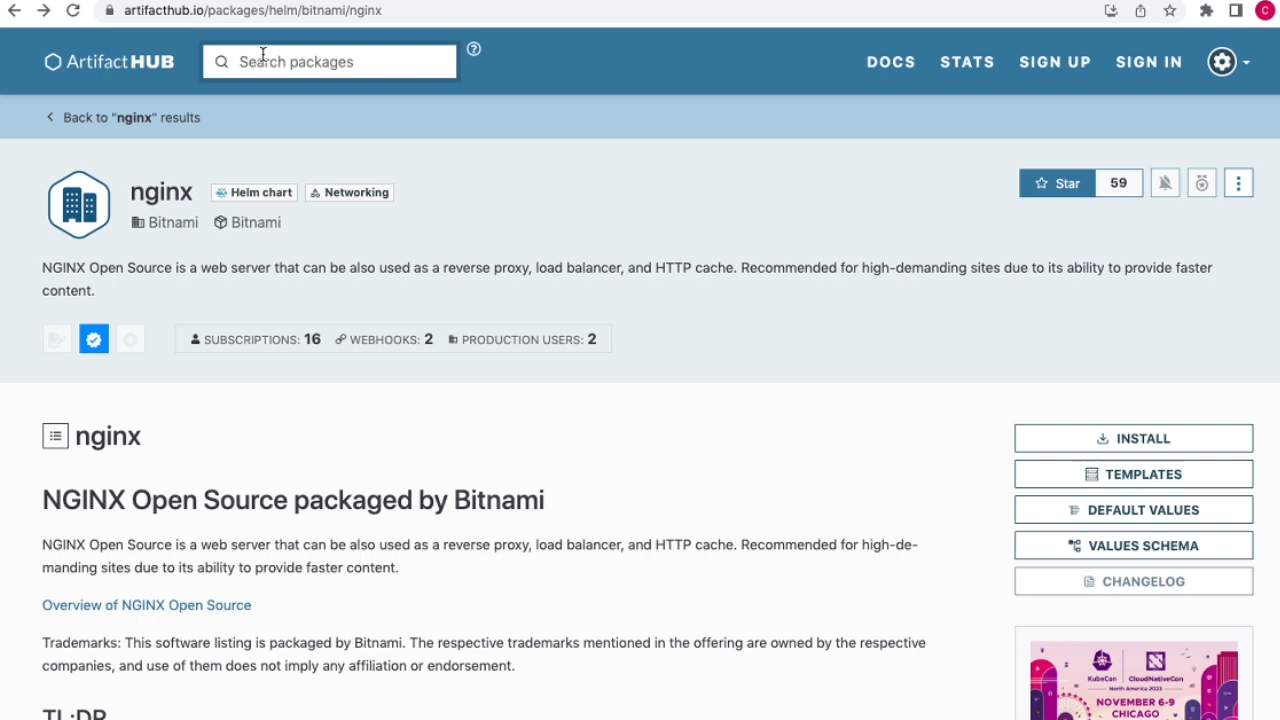 artifacthub.io/packages/helm/bitnami/nginx
C
Artifact HUB
Search packages
?
DOCS STATS SIGN UP SIGN IN
Back to "nginx" results
nginx Helm chart Networking
Star 59
Bitnami Bitnami
NGINX Open Source is a web server that can be also used as a reverse proxy, load balancer, and HTTP cache. Recommended for high-demanding sites due to its ability to provide faster
content.
SUBSCRIPTIONS: 16 WEBHOOKS: 2 PRODUCTION USERS: 2
nginx
NGINX Open Source packaged by Bitnami
NGINX Open Source is a web server that can be also used as a reverse proxy, load balancer, and HTTP cache. Recommended for high-de-
manding sites due to its ability to provide faster content.
Overview of NGINX Open Source
Trademarks: This software listing is packaged by Bitnami. The respective trademarks mentioned in the offering are owned by the respective
companies, and use of them does not imply any affiliation or endorsement.
TL;DR
INSTALL
TEMPLATES
DEFAULT VALUES
VALUES SCHEMA
CHANGELOG
KubeCon CloudNativeCon
North America 2023
NOVEMBER 6-9
CHICAGO